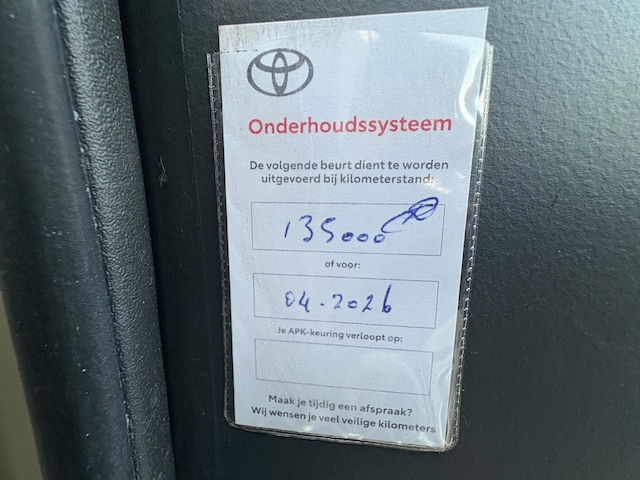 Onderhoudssysteem
De volgende beurt dient te worden
uitgevoerd bij kilometerstand:
135000
of voor:
04-2026
Je APK-keuring verloopt op:
Maak je tijdig een afspraak?
Wij wensen je veel veilige kilometers